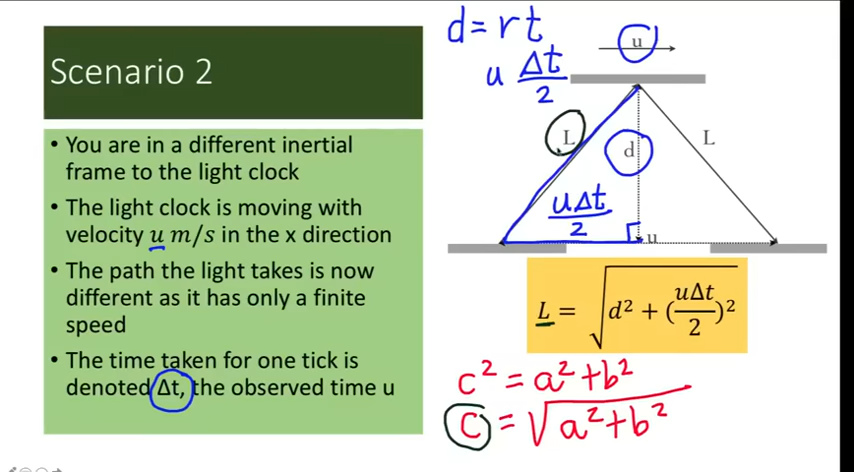 Scenario 2
• You are in a different inertial
frame to the light clock
• The light clock is moving with
velocity u m/s in the x direction
• The path the light takes is now
different as it has only a finite
speed
• The time taken for one tick is
denoted Δt, the observed time u
d = rt
u Δt/2
u
L
d
L
uΔt/2
u
L = √(d² + (uΔt/2)²)
c² = a² + b²
c = √(a² + b²)